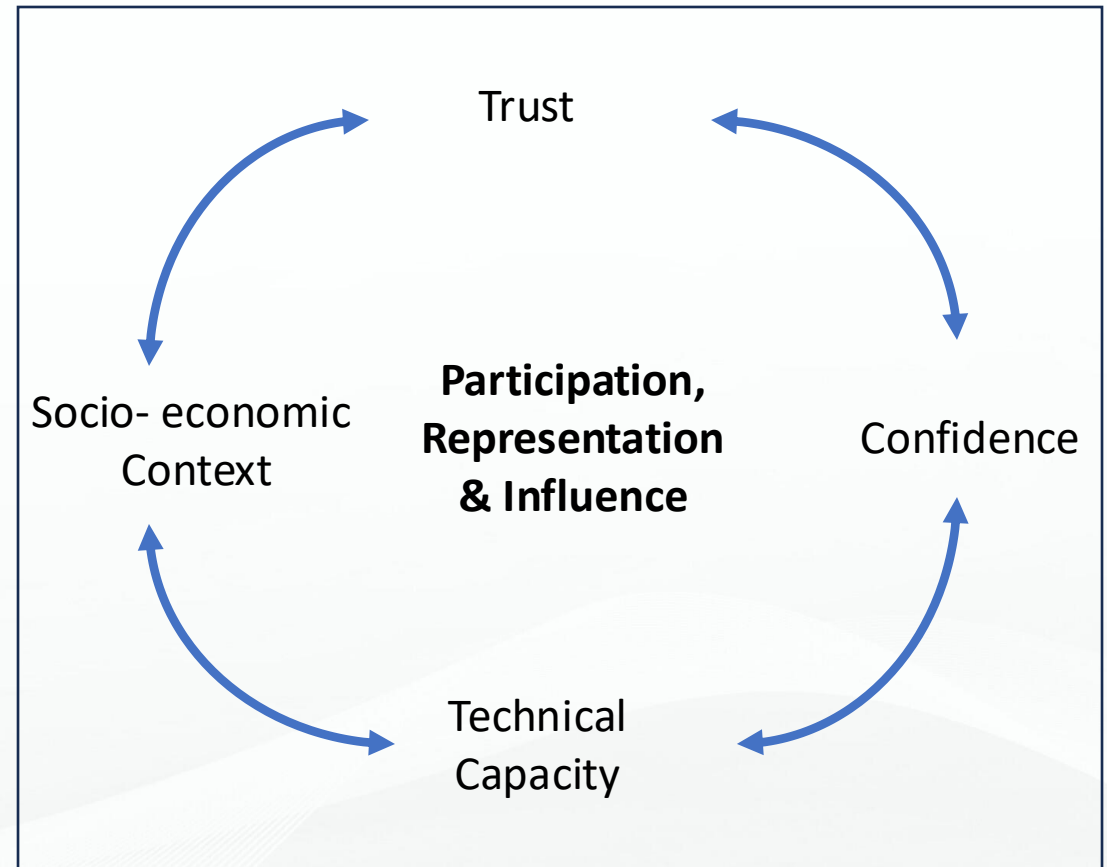 Trust
Socio- economic
Context
Participation,
Representation
& Influence
Confidence
Technical
Capacity